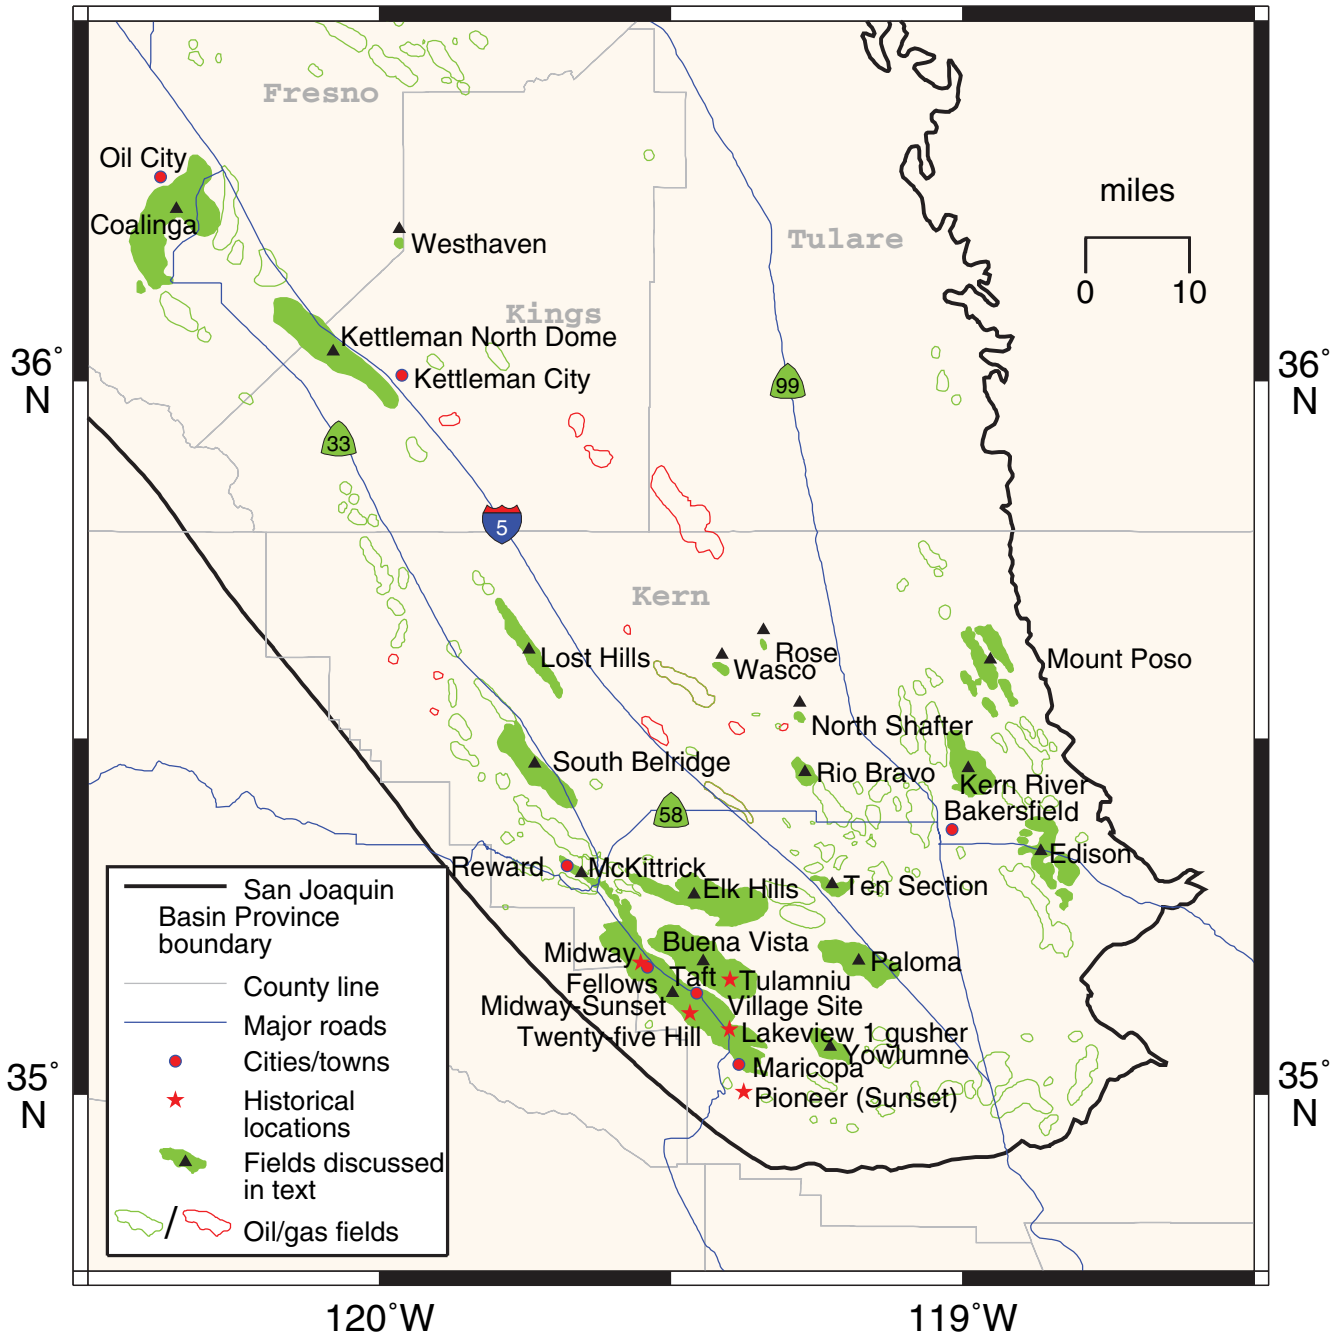 Fresno
Oil City
Coalinga
Westhaven
Tulare
miles
0 10
Kings
Kettleman North Dome
Kettleman City
36°
N
36°
N
99
33
5
Kern
Lost Hills
Rose
Wasco
Mount Poso
North Shafter
South Belridge
Rio Bravo
Kern River
Bakersfield
58
Edison
Reward
McKittrick
Elk Hills
Ten Section
Buena Vista
Midway
Paloma
Taft
Tulamniu
Village Site
Fellows
Midway-Sunset
Twenty-five Hill
Lakeview 1 gusher
Yowlumne
Maricopa
Pioneer (Sunset)
35°
N
35°
N
San Joaquin
Basin Province
boundary
County line
Major roads
Cities/towns
Historical
locations
Fields discussed
in text
/ Oil/gas fields
120°W
119°W